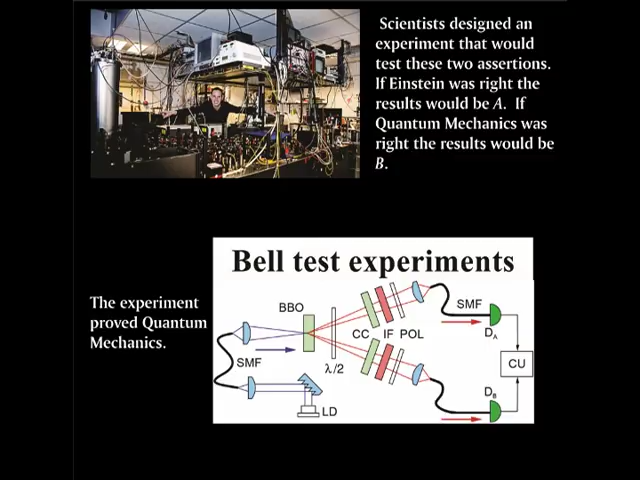 Scientists designed an
experiment that would
test these two assertions.
If Einstein was right the
results would be A. If
Quantum Mechanics was
right the results would be
B.
Bell test experiments
The experiment
proved Quantum
Mechanics.
BBO
SMF
CC IF POL
SMF
λ/2
LD
DA
CU
DB